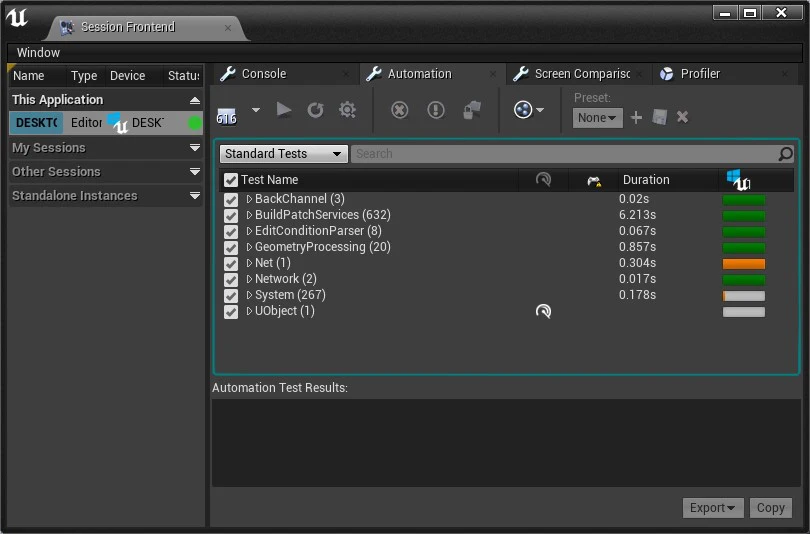 Session Frontend
Window
Name Type Device Status
This Application
DESKTO Editor DESKT
My Sessions
Other Sessions
Standalone Instances
Console
Automation
Screen Comparisc
Profiler
616
Preset:
None
Standard Tests
Search
Test Name Duration
BackChannel (3) 0.02s
BuildPatchServices (632) 6.213s
EditConditionParser (8) 0.067s
GeometryProcessing (20) 0.857s
Net (1) 0.304s
Network (2) 0.017s
System (267) 0.178s
UObject (1)
Automation Test Results:
Export Copy